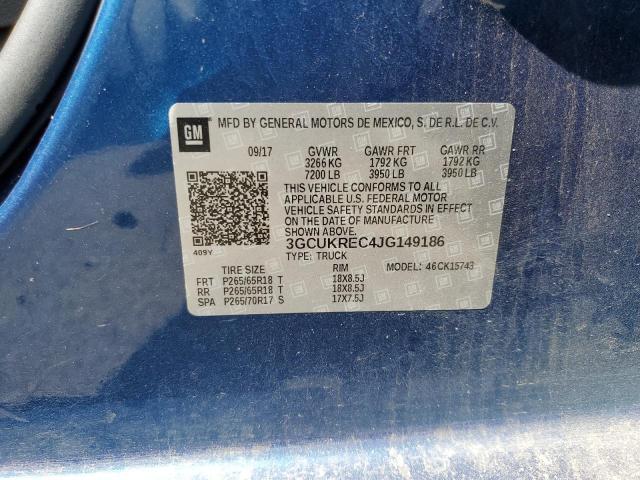 GM
MFD BY GENERAL MOTORS DE MEXICO, S. DE R.L. DE C.V.
09/17 GVWR GAWR FRT GAWR RR
3266 KG 1792 KG 1792 KG
7200 LB 3950 LB 3950 LB
THIS VEHICLE CONFORMS TO ALL
APPLICABLE U.S. FEDERAL MOTOR
VEHICLE SAFETY STANDARDS IN EFFECT
ON THE DATE OF MANUFACTURE
SHOWN ABOVE.
409Y
3GCUKREC4JG149186
TYPE: TRUCK
TIRE SIZE RIM MODEL: 46CK15743
FRT P265/65R18 T 18X8.5J
RR P265/65R18 T 18X8.5J
SPA P265/70R17 S 17X7.5J